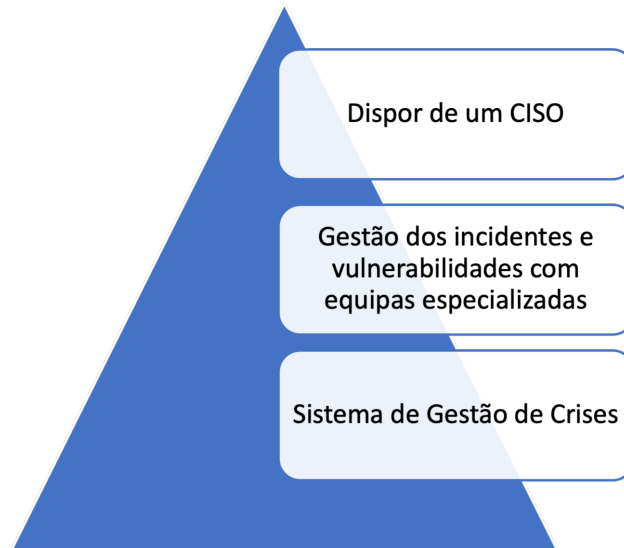 Dispor de um CISO
Gestão dos incidentes e
vulnerabilidades com
equipas especializadas
Sistema de Gestão de Crises